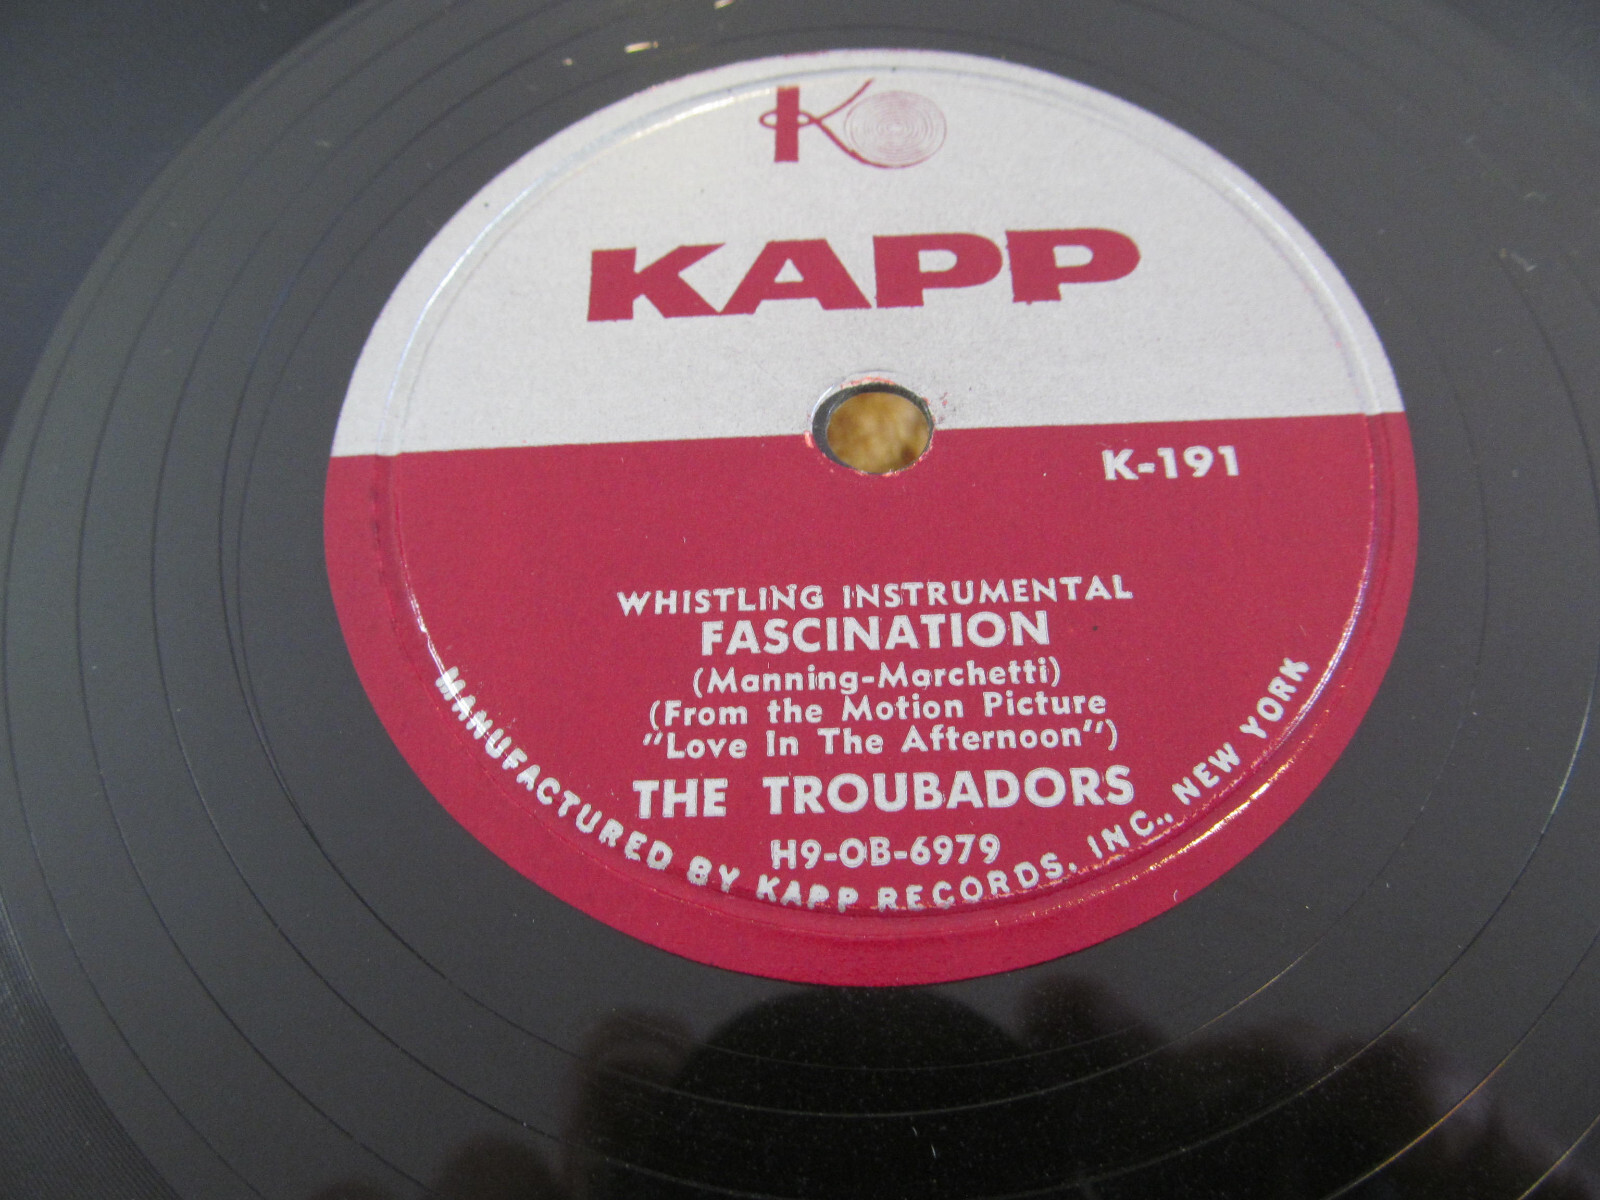 K
KAPP
K-191
WHISTLING INSTRUMENTAL
FASCINATION
(Manning-Marchetti)
(From the Motion Picture
"Love In The Afternoon")
THE TROUBADORS
H9-OB-6979
MANUFACTURED BY KAPP RECORDS, INC., NEW YORK